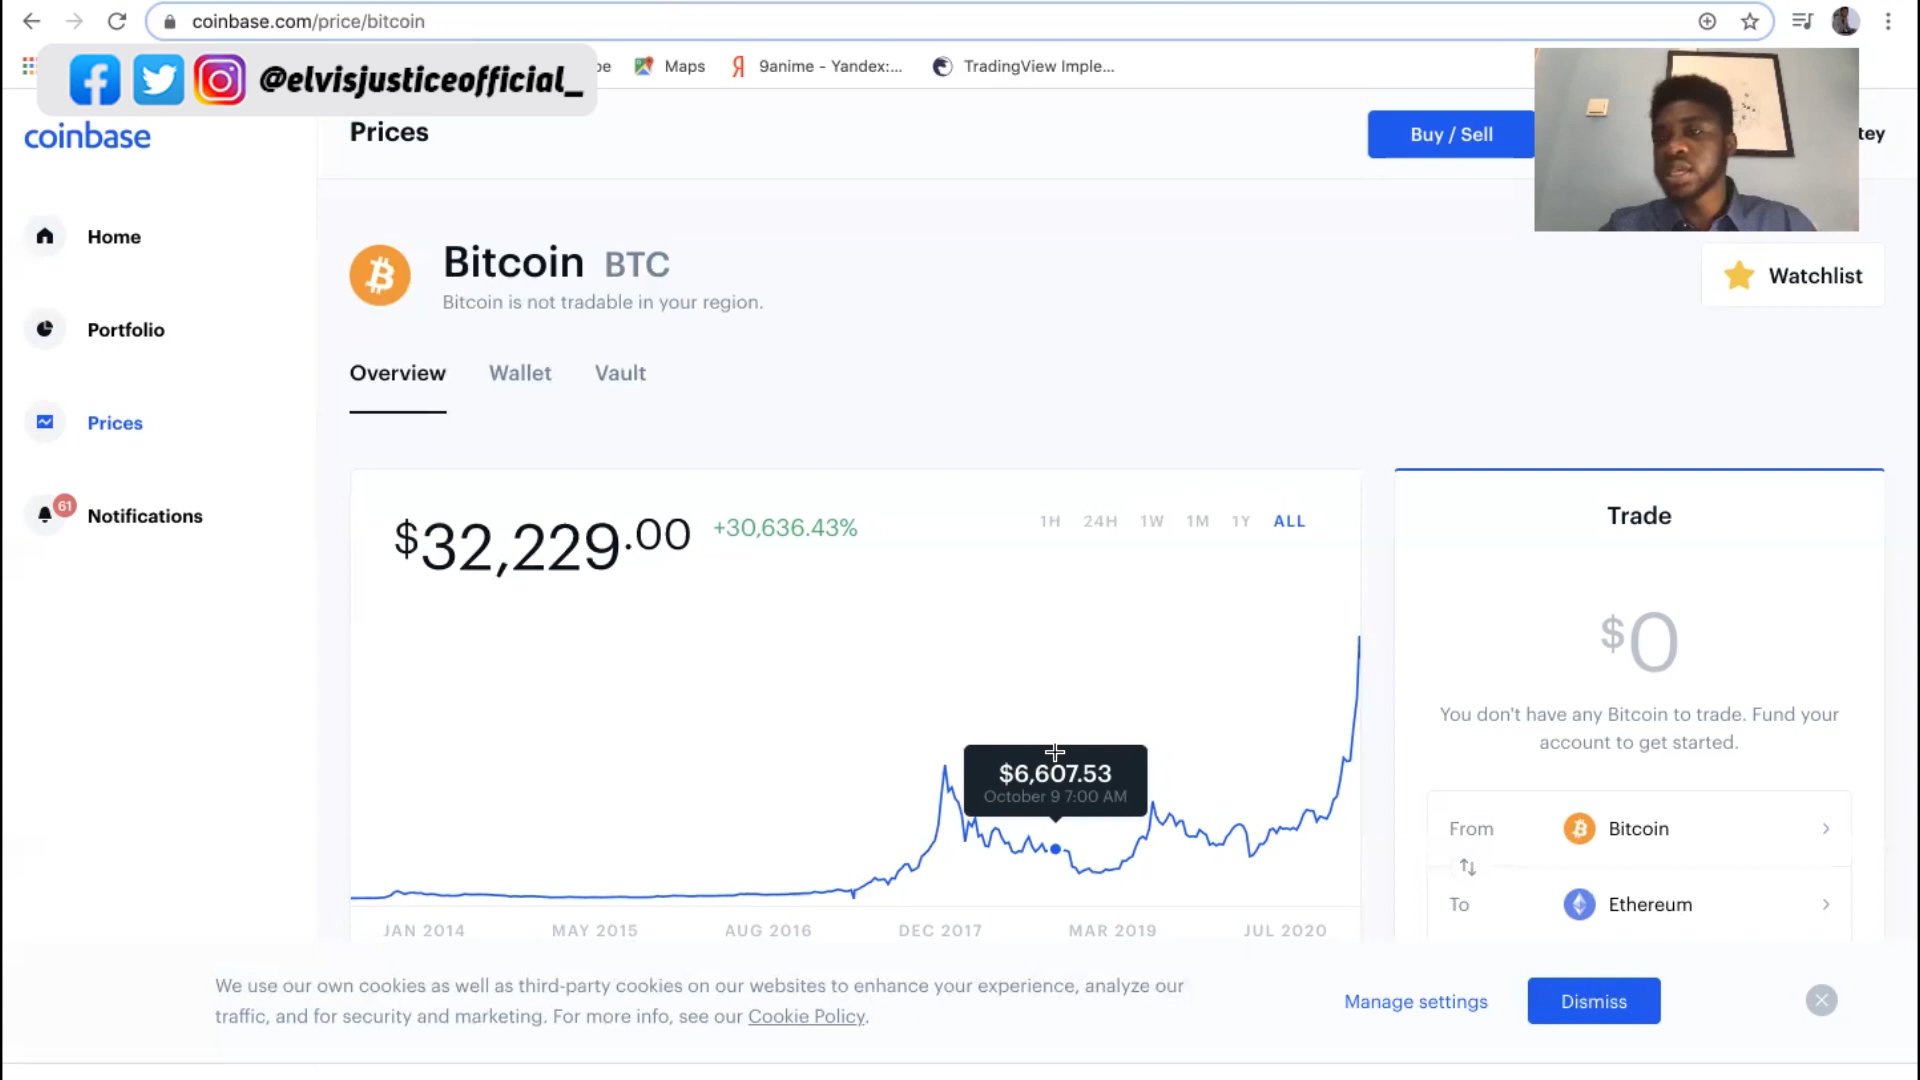 coinbase.com/price/bitcoin
@elvisjusticeofficial_
Maps
9anime - Yandex:...
TradingView Imple...
coinbase
Prices
Buy / Sell
Home
Portfolio
Prices
61
Notifications
Bitcoin BTC
Bitcoin is not tradable in your region.
Watchlist
Overview
Wallet
Vault
$32,229.00 +30,636.43%
1H 24H 1W 1M 1Y ALL
$6,607.53
October 9 7:00 AM
JAN 2014 MAY 2015 AUG 2016 DEC 2017 MAR 2019 JUL 2020
Trade
$0
You don't have any Bitcoin to trade. Fund your
account to get started.
From Bitcoin
To Ethereum
We use our own cookies as well as third-party cookies on our websites to enhance your experience, analyze our
traffic, and for security and marketing. For more info, see our Cookie Policy.
Manage settings
Dismiss